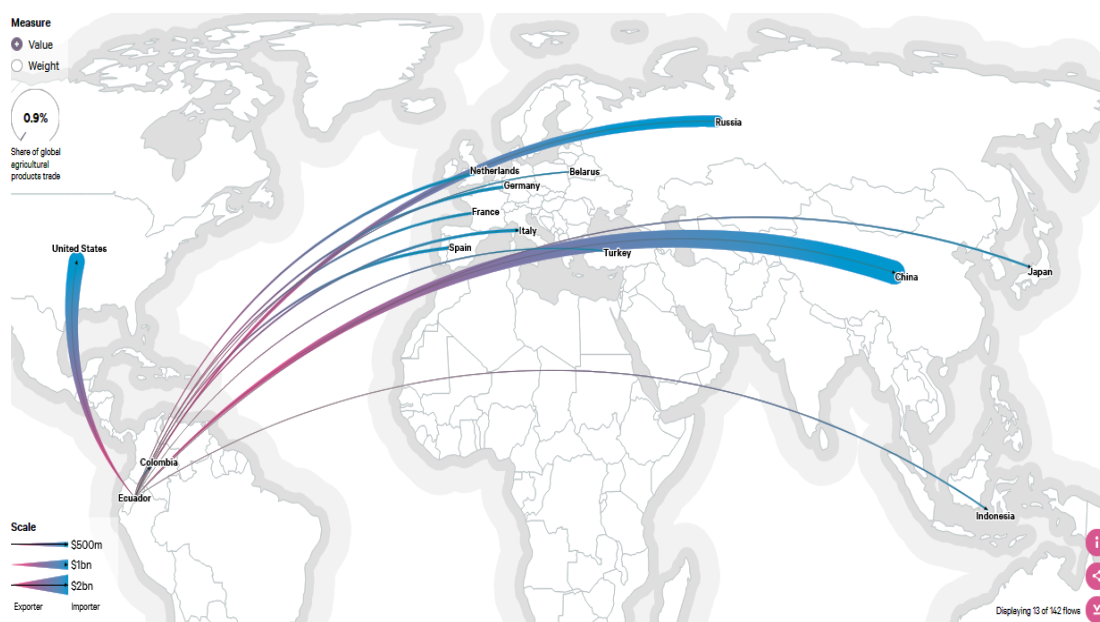 Measure
Value
Weight
0.9%
Share of global
agricultural
products trade
Russia
Netherlands
Belarus
Germany
France
Italy
United States
Spain
Turkey
China
Japan
Colombia
Ecuador
Indonesia
Scale
$500m
$1bn
$2bn
Exporter Importer
Displaying 13 of 142 flows